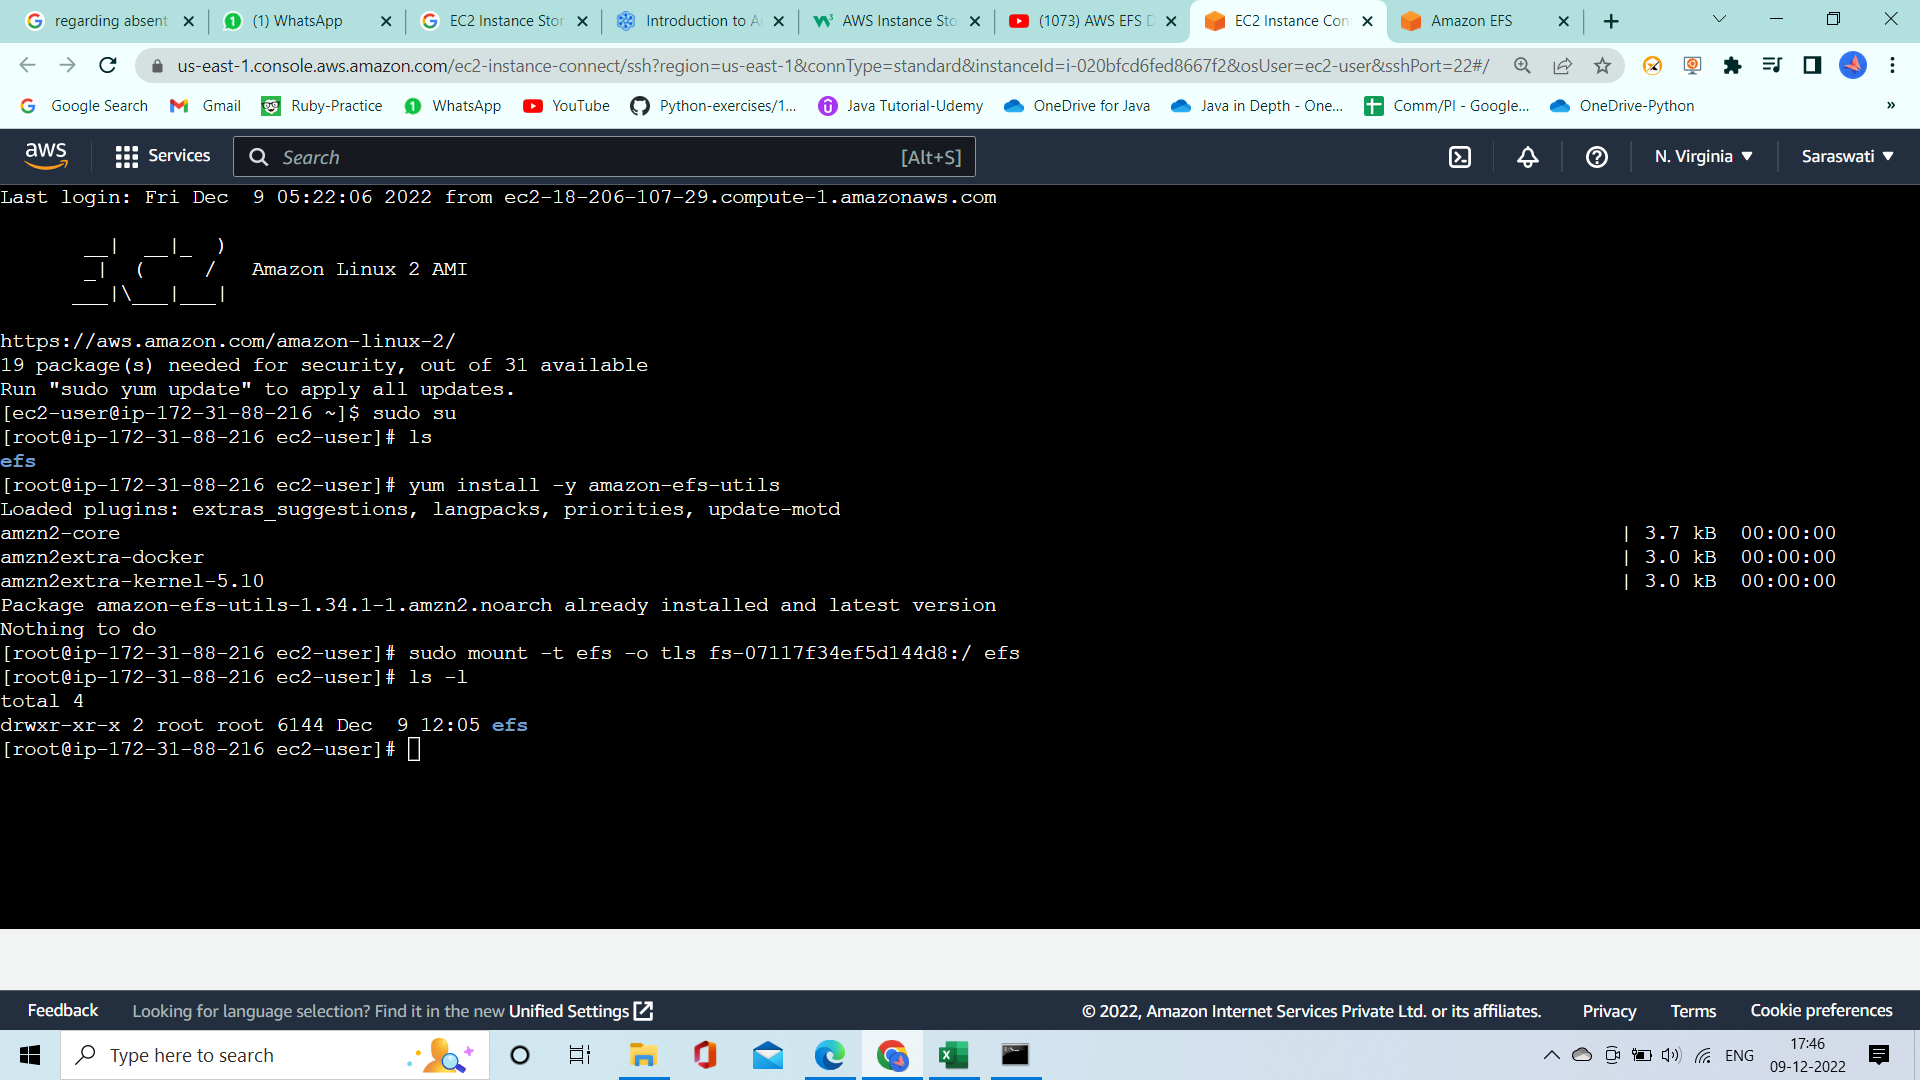 regarding absent
(1) WhatsApp
EC2 Instance Stor
Introduction to A
AWS Instance Sto
(1073) AWS EFS D
EC2 Instance Con
Amazon EFS
us-east-1.console.aws.amazon.com/ec2-instance-connect/ssh?region=us-east-1&connType=standard&instanceId=i-020bfcd6fed8667f2&osUser=ec2-user&sshPort=22#/
Google Search
Gmail
Ruby-Practice
WhatsApp
YouTube
Python-exercises/1...
Java Tutorial-Udemy
OneDrive for Java
Java in Depth - One...
Comm/PI - Google...
OneDrive-Python
»
aws
Services
Search
[Alt+S]
N. Virginia
Saraswati
Last login: Fri Dec  9 05:22:06 2022 from ec2-18-206-107-29.compute-1.amazonaws.com
       __|  __|_  )
       _|  (     /   Amazon Linux 2 AMI
      ___|\___|___|
https://aws.amazon.com/amazon-linux-2/
19 package(s) needed for security, out of 31 available
Run "sudo yum update" to apply all updates.
[ec2-user@ip-172-31-88-216 ~]$ sudo su
[root@ip-172-31-88-216 ec2-user]# ls
efs
[root@ip-172-31-88-216 ec2-user]# yum install -y amazon-efs-utils
Loaded plugins: extras_suggestions, langpacks, priorities, update-motd
amzn2-core | 3.7 kB  00:00:00
amzn2extra-docker | 3.0 kB  00:00:00
amzn2extra-kernel-5.10 | 3.0 kB  00:00:00
Package amazon-efs-utils-1.34.1-1.amzn2.noarch already installed and latest version
Nothing to do
[root@ip-172-31-88-216 ec2-user]# sudo mount -t efs -o tls fs-07117f34ef5d144d8:/ efs
[root@ip-172-31-88-216 ec2-user]# ls -l
total 4
drwxr-xr-x 2 root root 6144 Dec  9 12:05 efs
[root@ip-172-31-88-216 ec2-user]#
Feedback
Looking for language selection? Find it in the new Unified Settings
© 2022, Amazon Internet Services Private Ltd. or its affiliates.
Privacy
Terms
Cookie preferences
Type here to search
ENG
17:46
09-12-2022